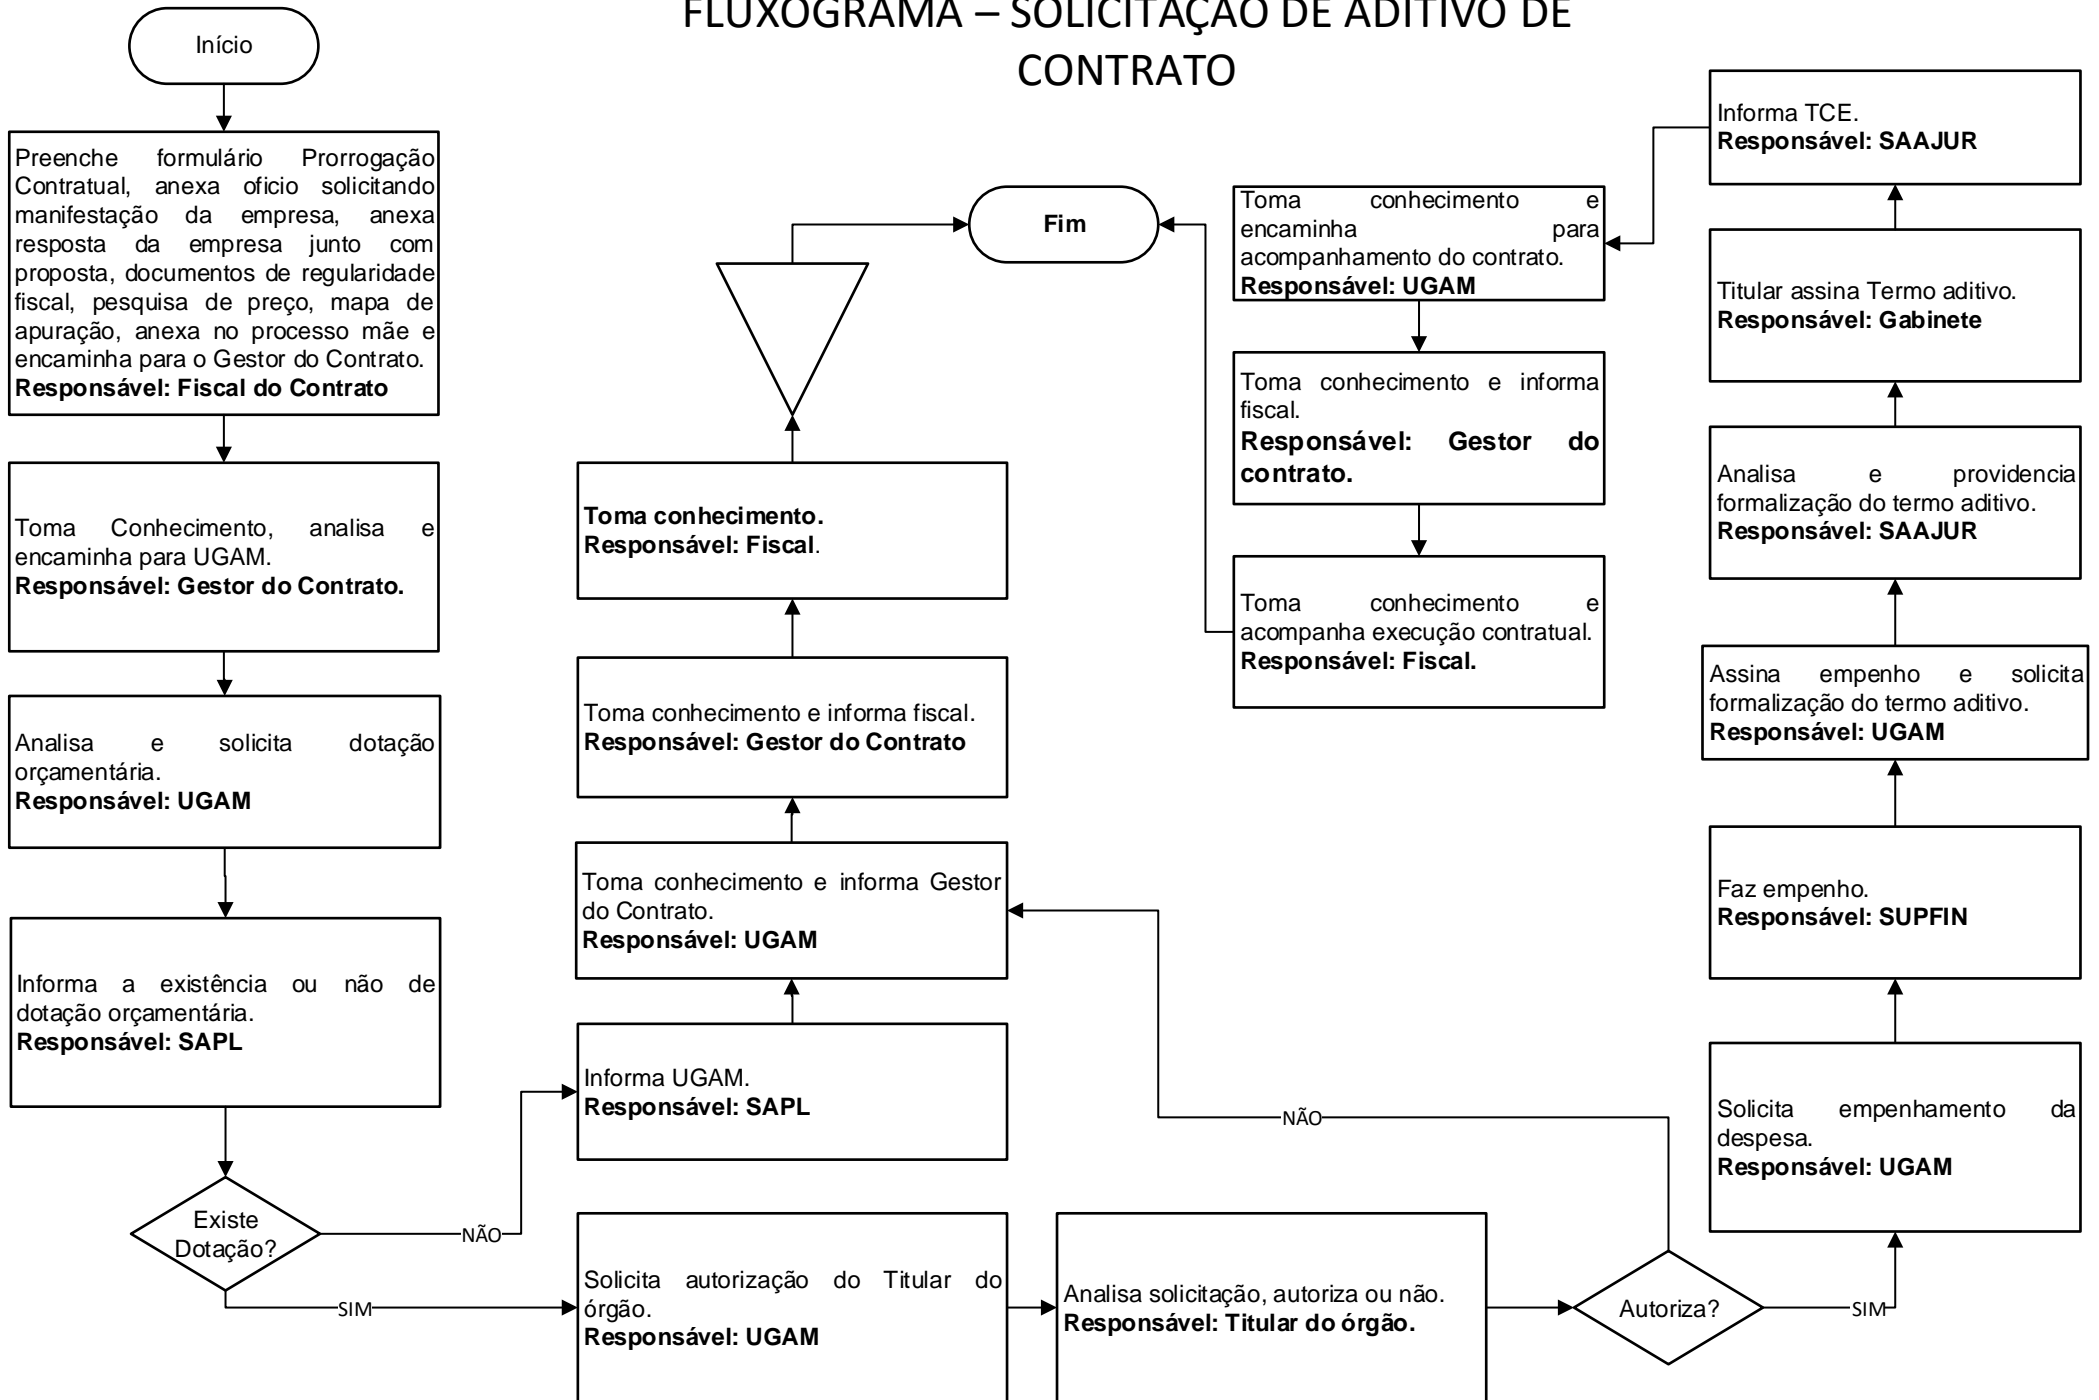 FLUXOGRAMA – SOLICITAÇÃO DE ADITIVO DE
CONTRATO
Início
Preenche formulário Prorrogação
Contratual, anexa oficio solicitando
manifestação da empresa, anexa
resposta da empresa junto com
proposta, documentos de regularidade
fiscal, pesquisa de preço, mapa de
apuração, anexa no processo mãe e
encaminha para o Gestor do Contrato.
Responsável: Fiscal do Contrato
Toma Conhecimento, analisa e
encaminha para UGAM.
Responsável: Gestor do Contrato.
Analisa e solicita dotação
orçamentária.
Responsável: UGAM
Informa a existência ou não de
dotação orçamentária.
Responsável: SAPL
Existe
Dotação?
NÃO
SIM
Informa UGAM.
Responsável: SAPL
Toma conhecimento e informa Gestor
do Contrato.
Responsável: UGAM
Toma conhecimento e informa fiscal.
Responsável: Gestor do Contrato
Toma conhecimento.
Responsável: Fiscal.
Fim
Solicita autorização do Titular do
órgão.
Responsável: UGAM
Analisa solicitação, autoriza ou não.
Responsável: Titular do órgão.
Autoriza?
NÃO
SIM
Solicita empenhamento da
despesa.
Responsável: UGAM
Faz empenho.
Responsável: SUPFIN
Assina empenho e solicita
formalização do termo aditivo.
Responsável: UGAM
Analisa e providencia
formalização do termo aditivo.
Responsável: SAAJUR
Titular assina Termo aditivo.
Responsável: Gabinete
Informa TCE.
Responsável: SAAJUR
Toma conhecimento e
encaminha para
acompanhamento do contrato.
Responsável: UGAM
Toma conhecimento e informa
fiscal.
Responsável: Gestor do
contrato.
Toma conhecimento e
acompanha execução contratual.
Responsável: Fiscal.